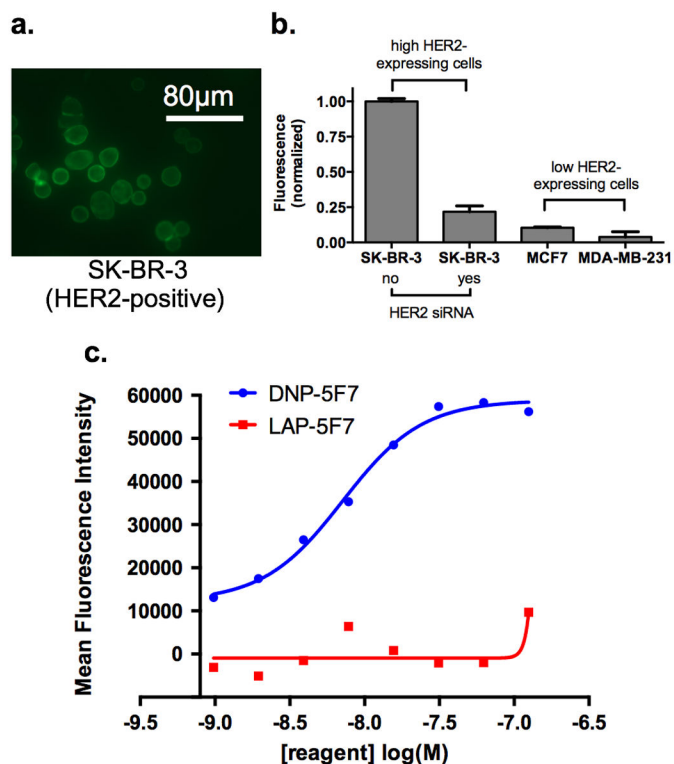 a.
80µm
SK-BR-3
(HER2-positive)
b.
high HER2-
expressing cells
low HER2-
expressing cells
Fluorescence
(normalized)
1.00
0.75
0.50
0.25
0.00
SK-BR-3 SK-BR-3 MCF7 MDA-MB-231
no yes
HER2 siRNA
c.
DNP-5F7
LAP-5F7
Mean Fluorescence Intensity
60000
50000
40000
30000
20000
10000
0
-9.5 -9.0 -8.5 -8.0 -7.5 -7.0 -6.5
[reagent] log(M)